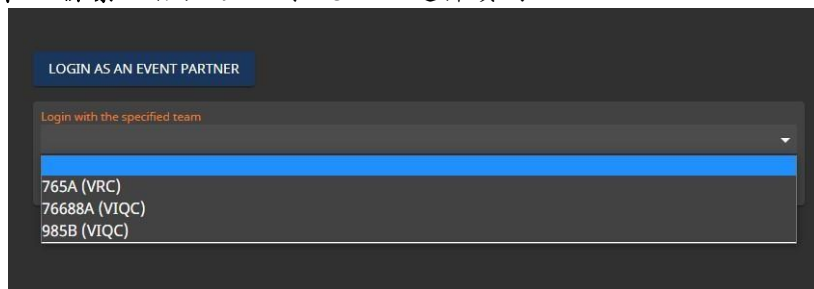 LOGIN AS AN EVENT PARTNER
Login with the specified team
765A (VRC)
76688A (VIQC)
985B (VIQC)